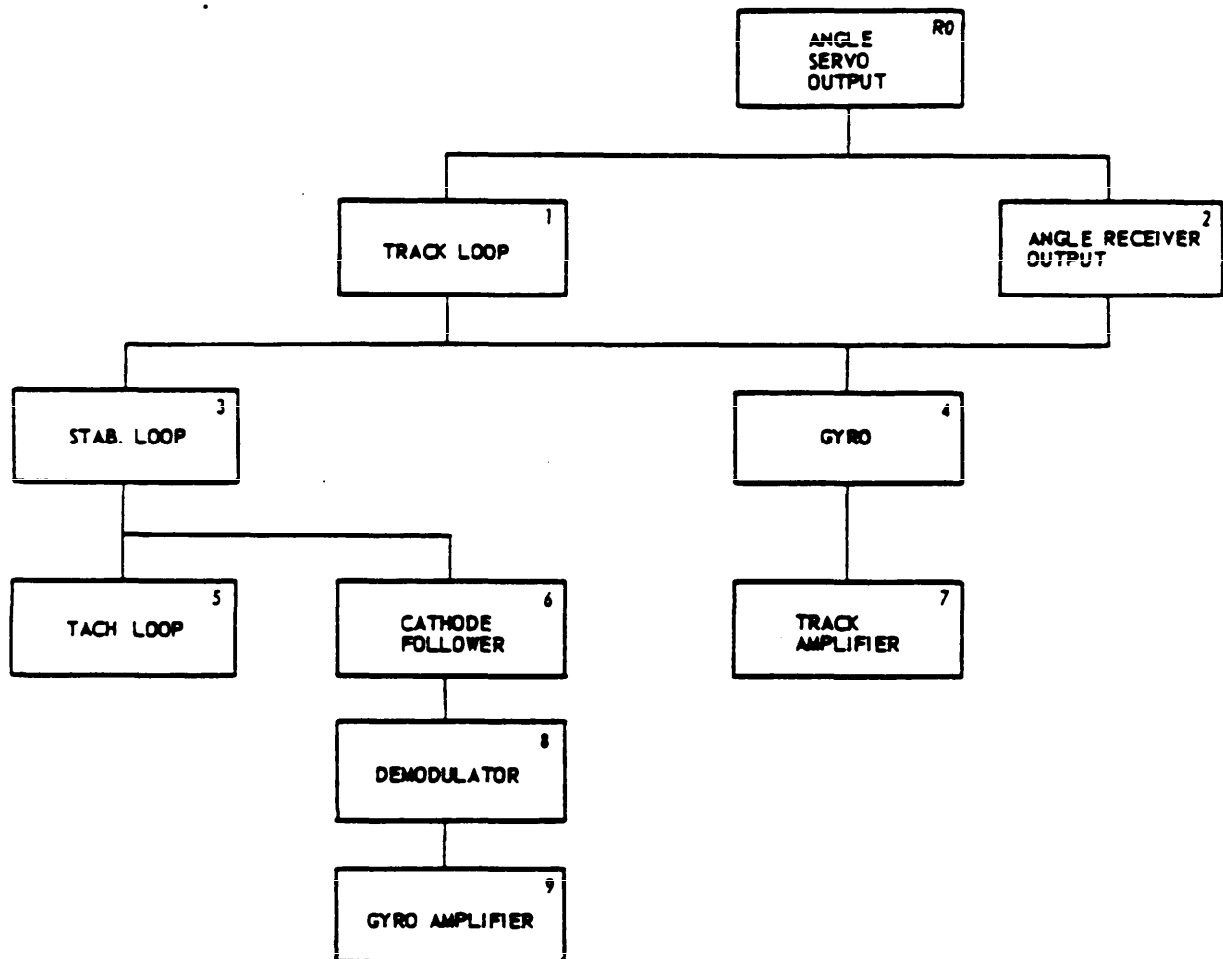 R0
ANGLE
SERVO
OUTPUT
1
TRACK LOOP
2
ANGLE RECEIVER
OUTPUT
3
STAB. LOOP
4
GYRO
5
TACH LOOP
6
CATHODE
FOLLOWER
7
TRACK
AMPLIFIER
8
DEMODULATOR
9
GYRO AMPLIFIER